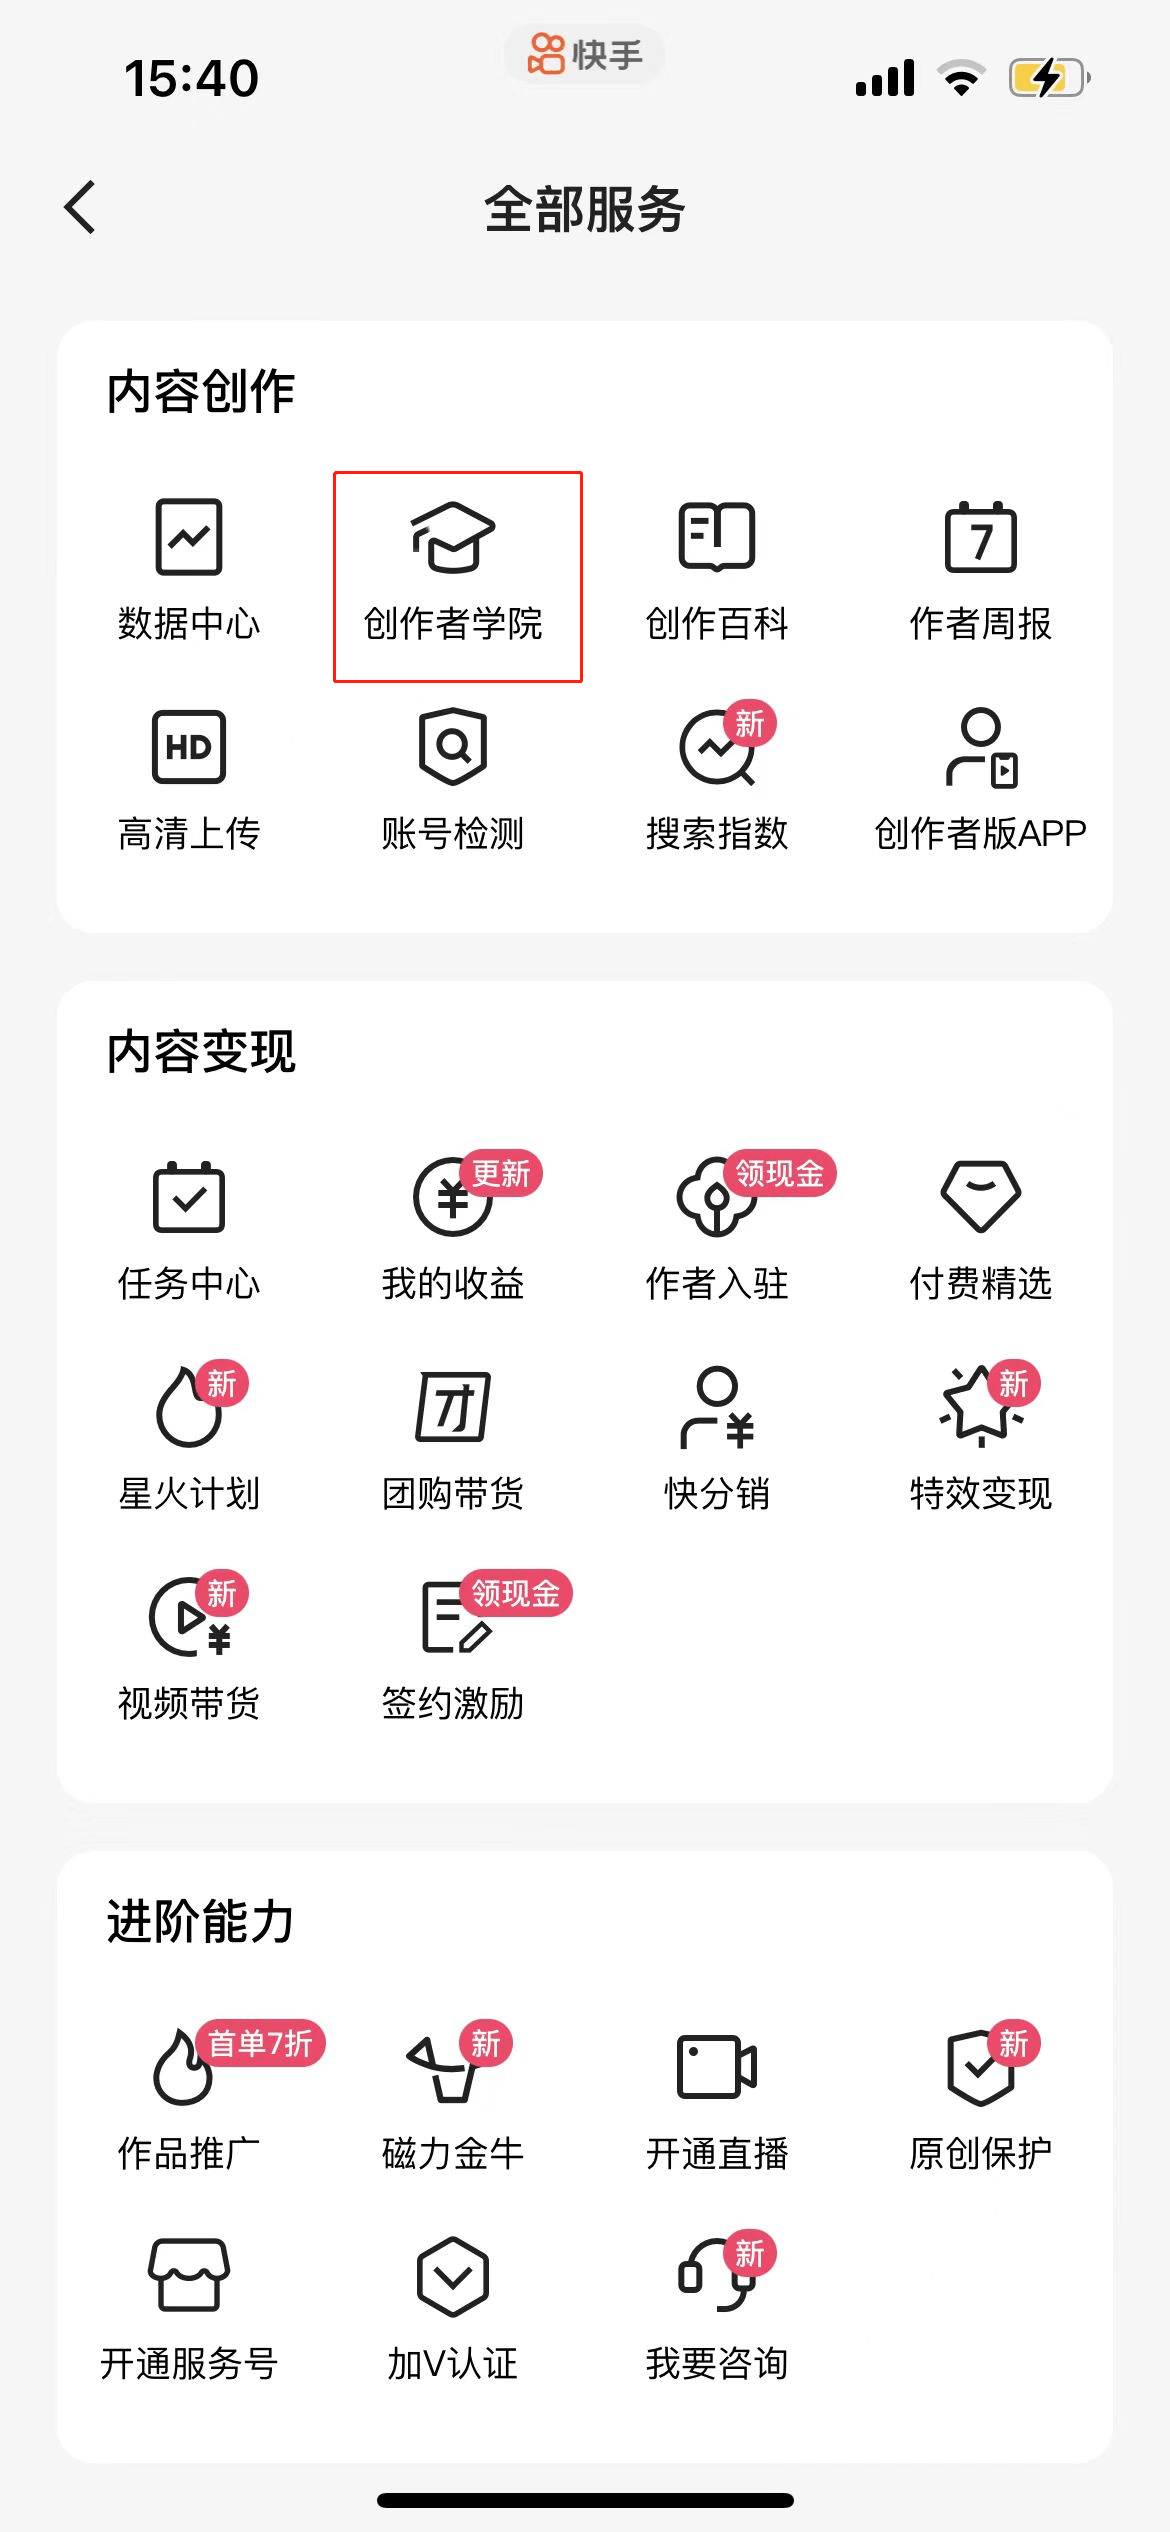 15:40
快手
全部服务
内容创作
数据中心
创作者学院
创作百科
7
作者周报
HD
高清上传
账号检测
新
搜索指数
创作者版APP
内容变现
任务中心
更新
¥
我的收益
领现金
作者入驻
付费精选
新
星火计划
团购带货
¥
快分销
新
特效变现
新
¥
视频带货
领现金
签约激励
进阶能力
首单7折
作品推广
新
磁力金牛
开通直播
新
原创保护
开通服务号
加V认证
新
我要咨询